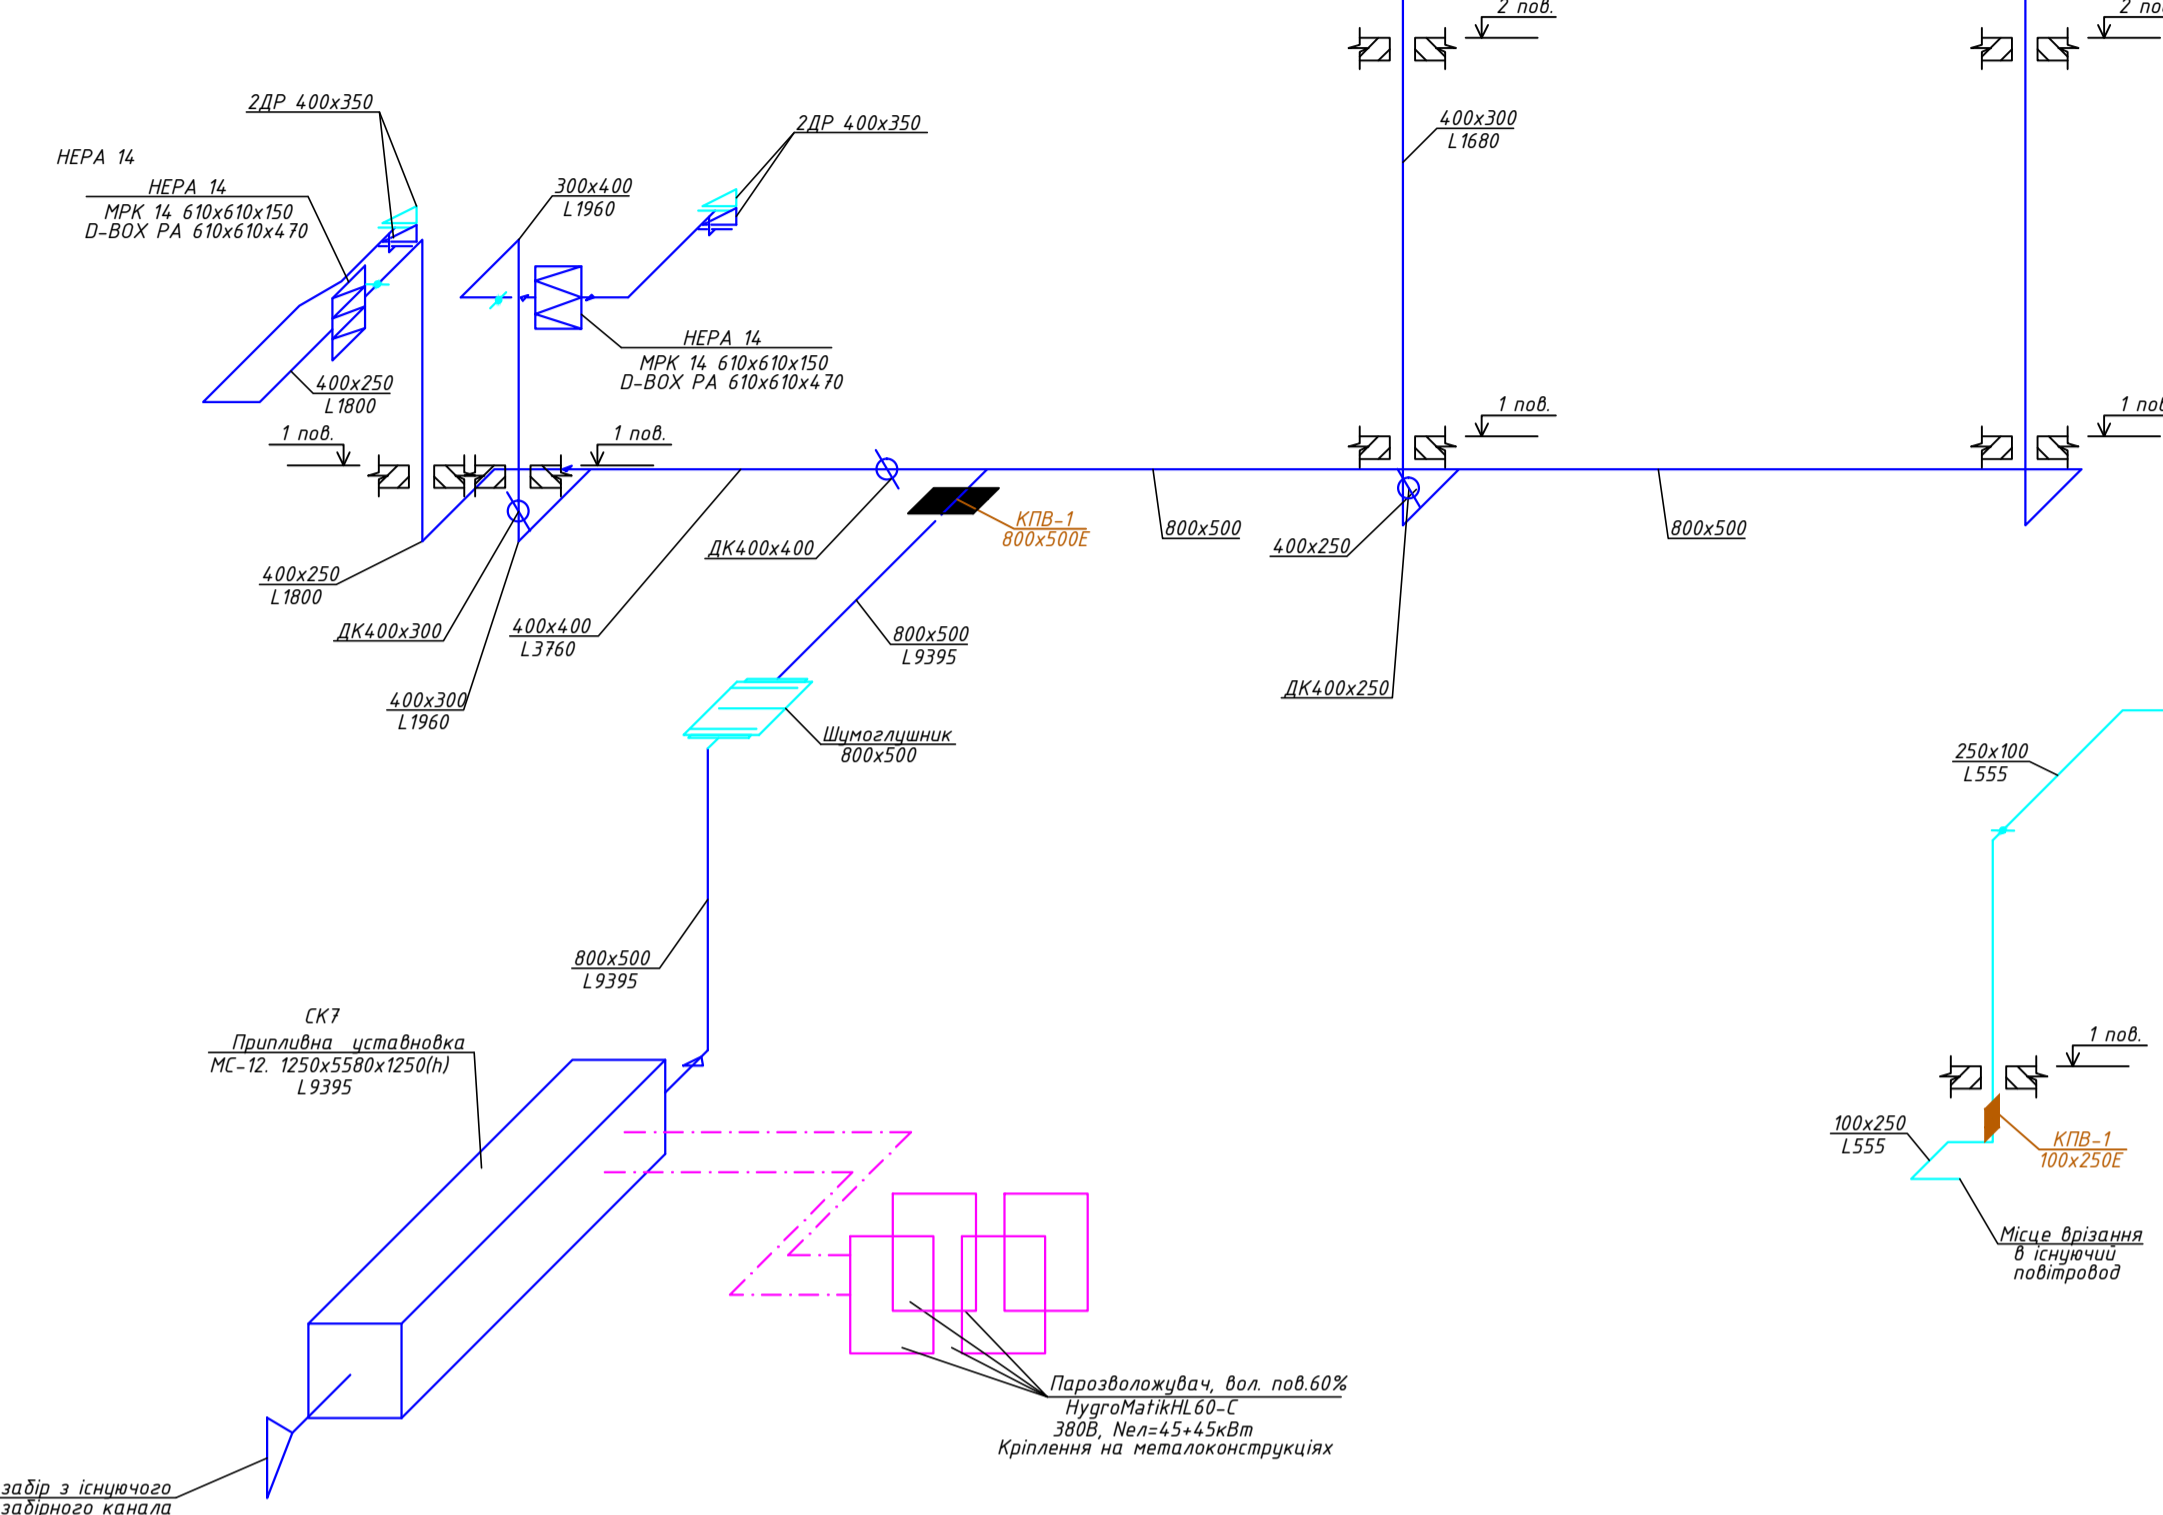 2 пов.
2 пов
2ДР 400х350
2ДР 400х350
400х300
L1680
НЕРА 14
НЕРА 14
МРК 14 610х610х150
D-BOX РА 610х610х470
300х400
L1960
НЕРА 14
МРК 14 610х610х150
D-BOX РА 610х610х470
400х250
L1800
1 пов.
1 пов.
1 пов.
1 пов
КПВ-1
800х500Е
800х500
400х250
800х500
ДК400х400
400х250
L1800
ДК400х300
400х400
L3760
800х500
L9395
400х300
L1960
ДК400х250
Шумоглушник
800х500
250х100
L555
800х500
L9395
СК7
Припливна уставновка
МС-12. 1250х5580х1250(h)
L9395
1 пов.
100х250
L555
КПВ-1
100х250Е
Місце врізання
в існуючий
повітровод
Парозволожувач, вол. пов.60%
HygroMatikHL60-C
380В, Nел=45+45кВт
Кріплення на металоконструкціях
забір з існуючого
забірного канала